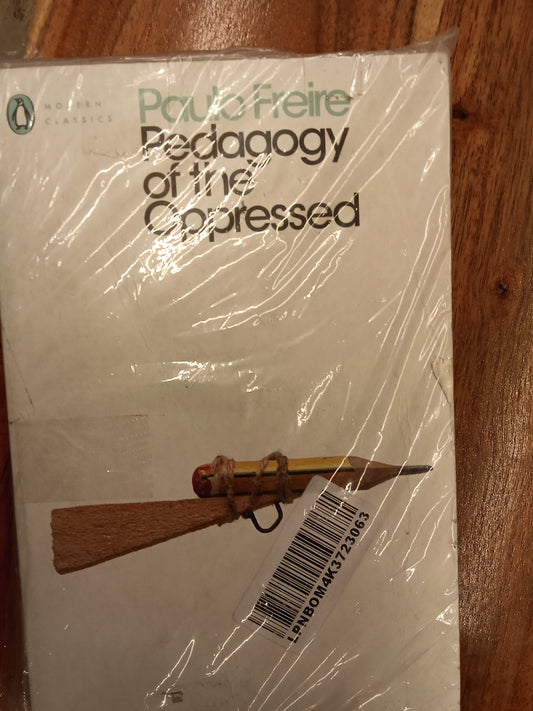 MODERN
CLASSICS
Paulo Freire
Pedagogy
of the
Oppressed
LPNBOM4K3723063